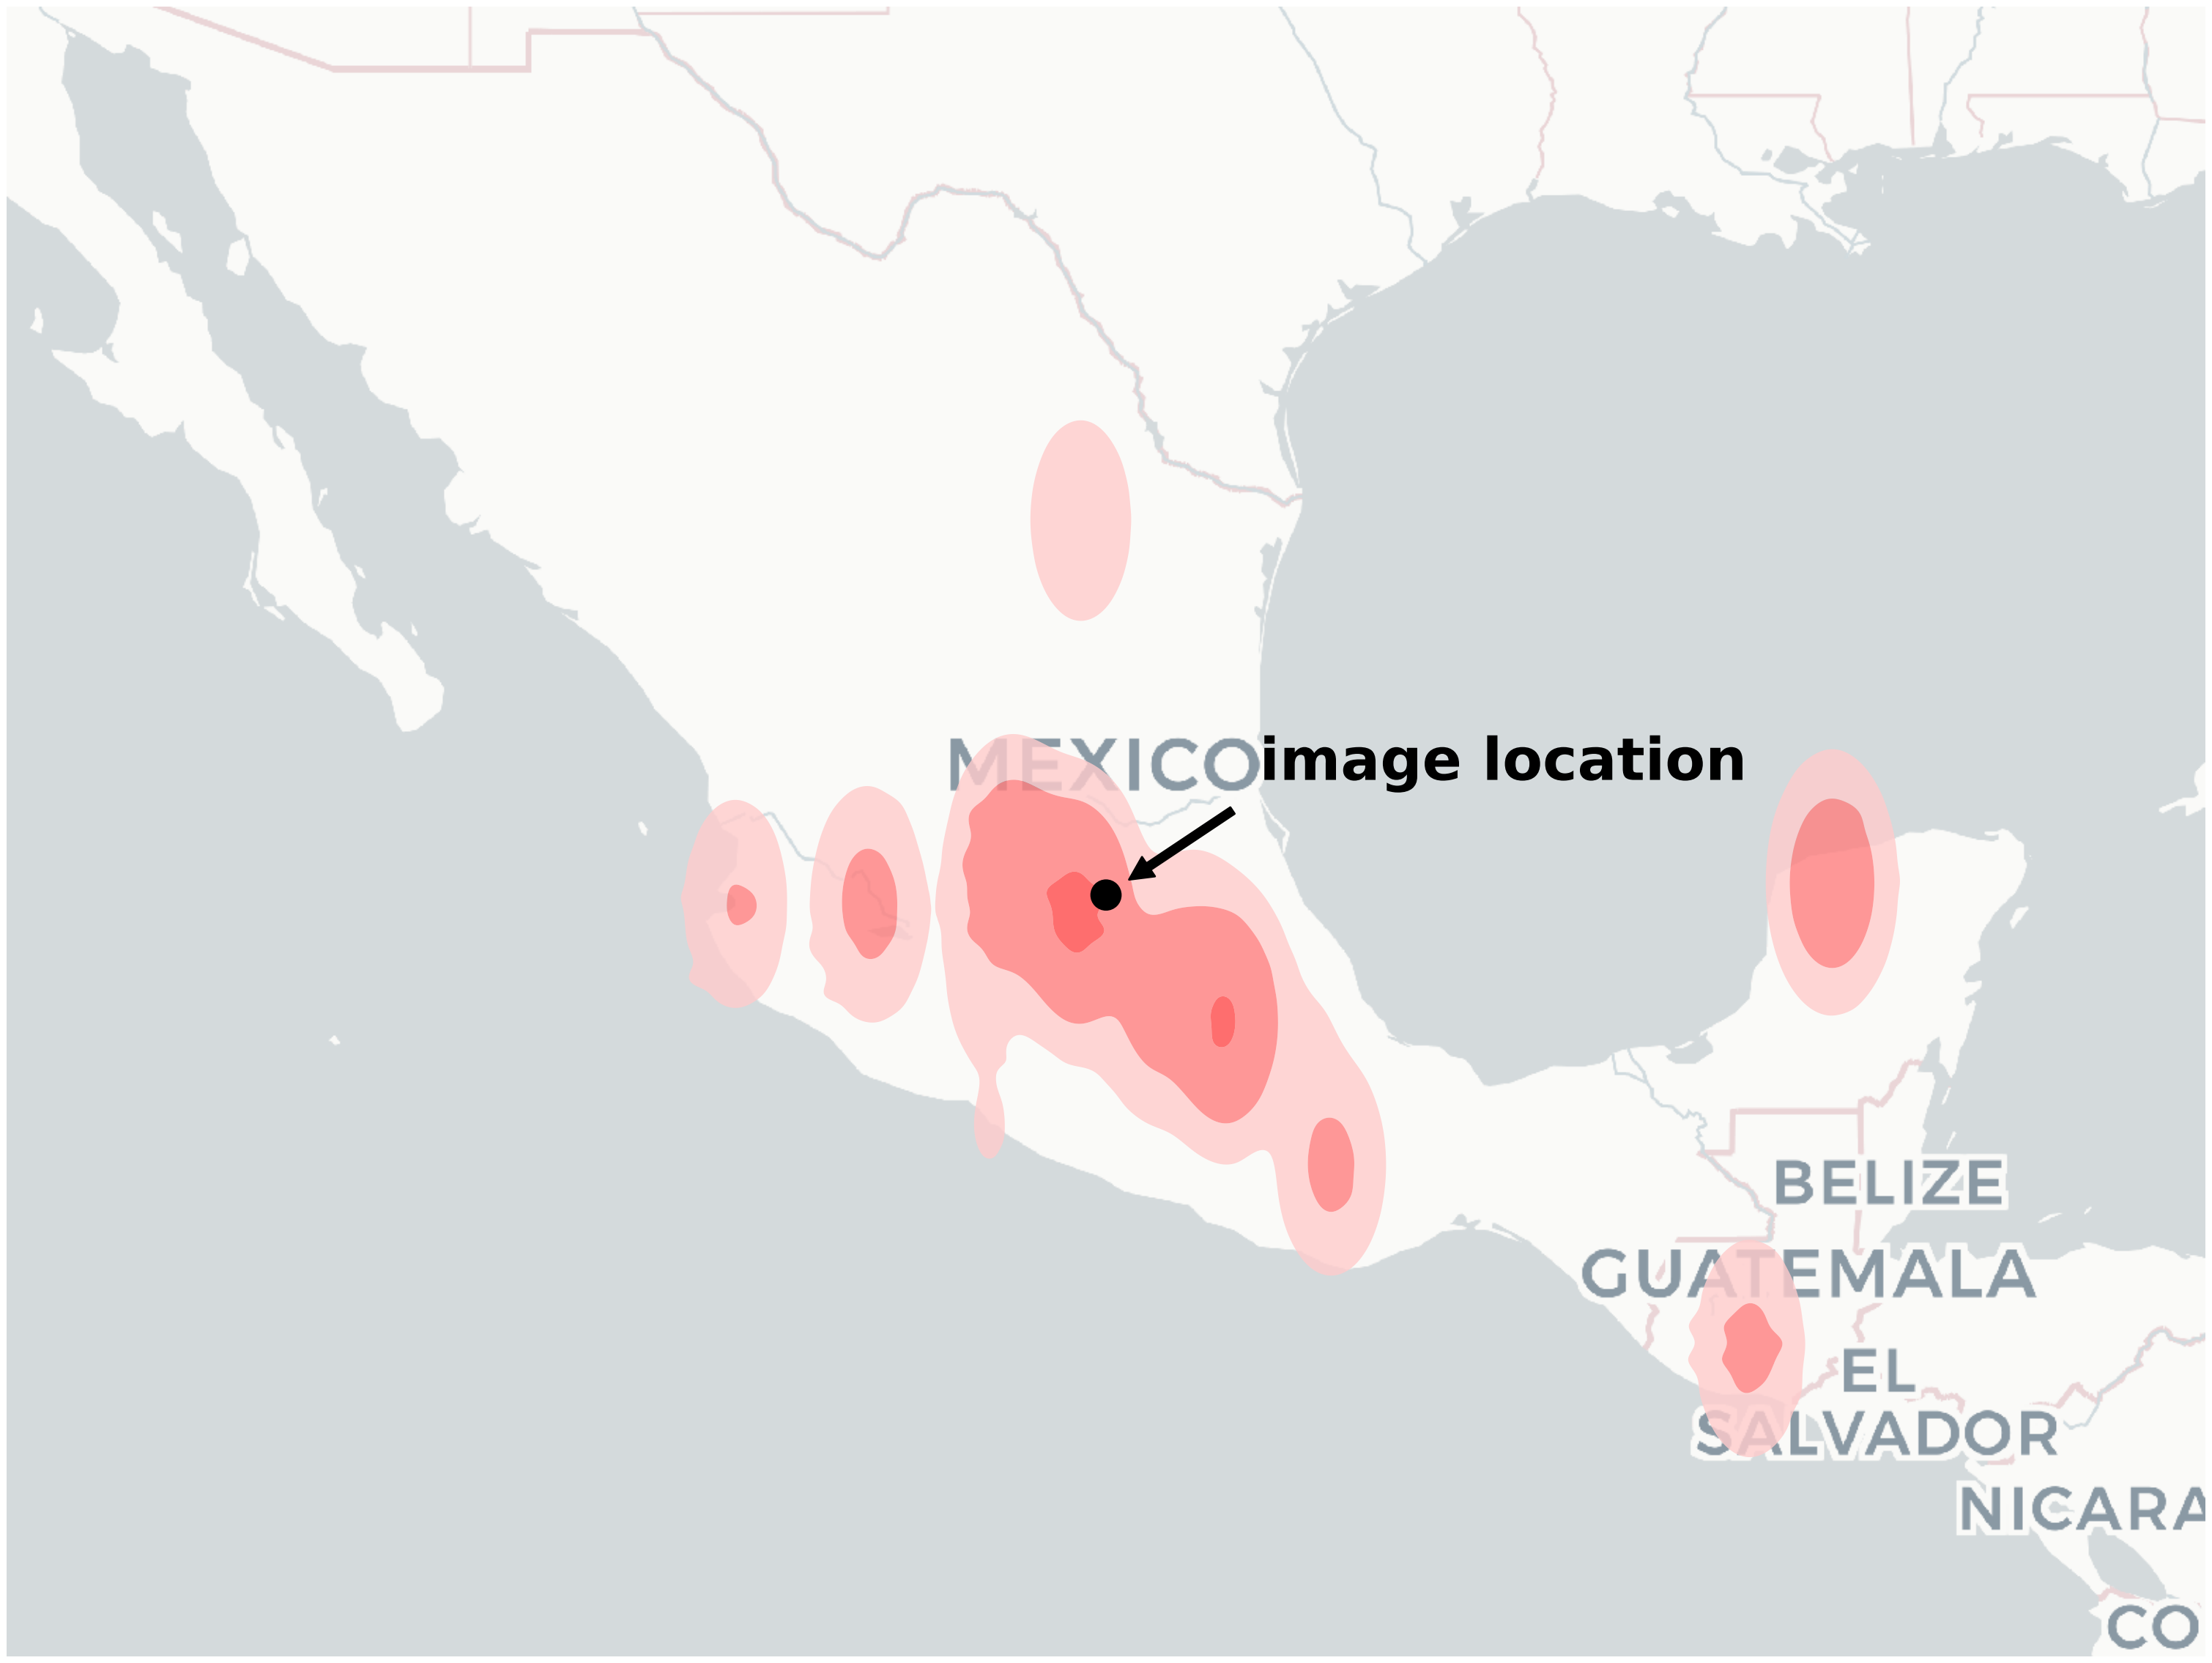 MEXICO
image location
BELIZE
GUATEMALA
EL
SALVADOR
NICARA
CO